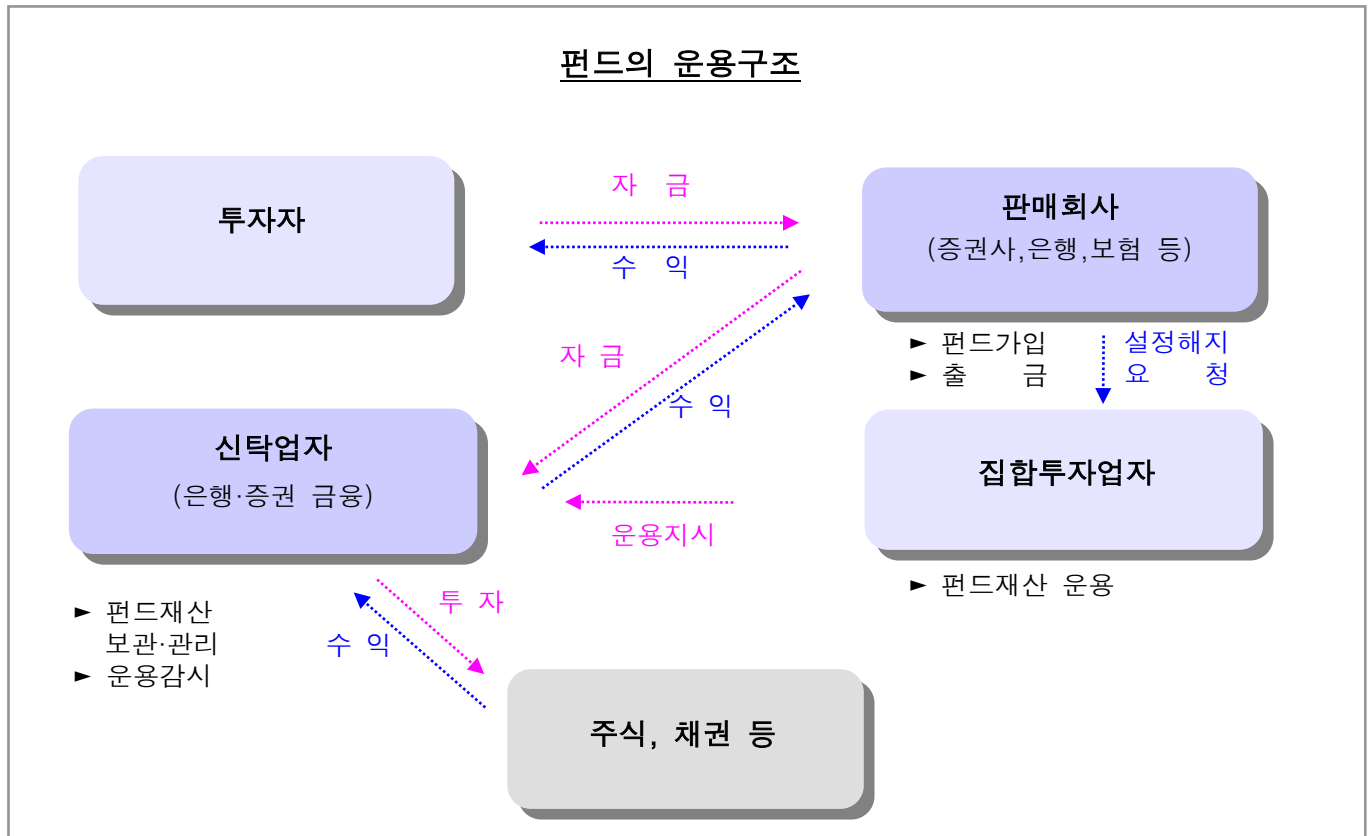 펀드의 운용구조
투자자
자 금
수 익
판매회사
(증권사,은행,보험 등)
► 펀드가입
► 출 금
설정해지
요 청
자 금
수 익
신탁업자
(은행·증권 금융)
집합투자업자
운용지시
► 펀드재산 운용
► 펀드재산
보관·관리
► 운용감시
투 자
수 익
주식, 채권 등